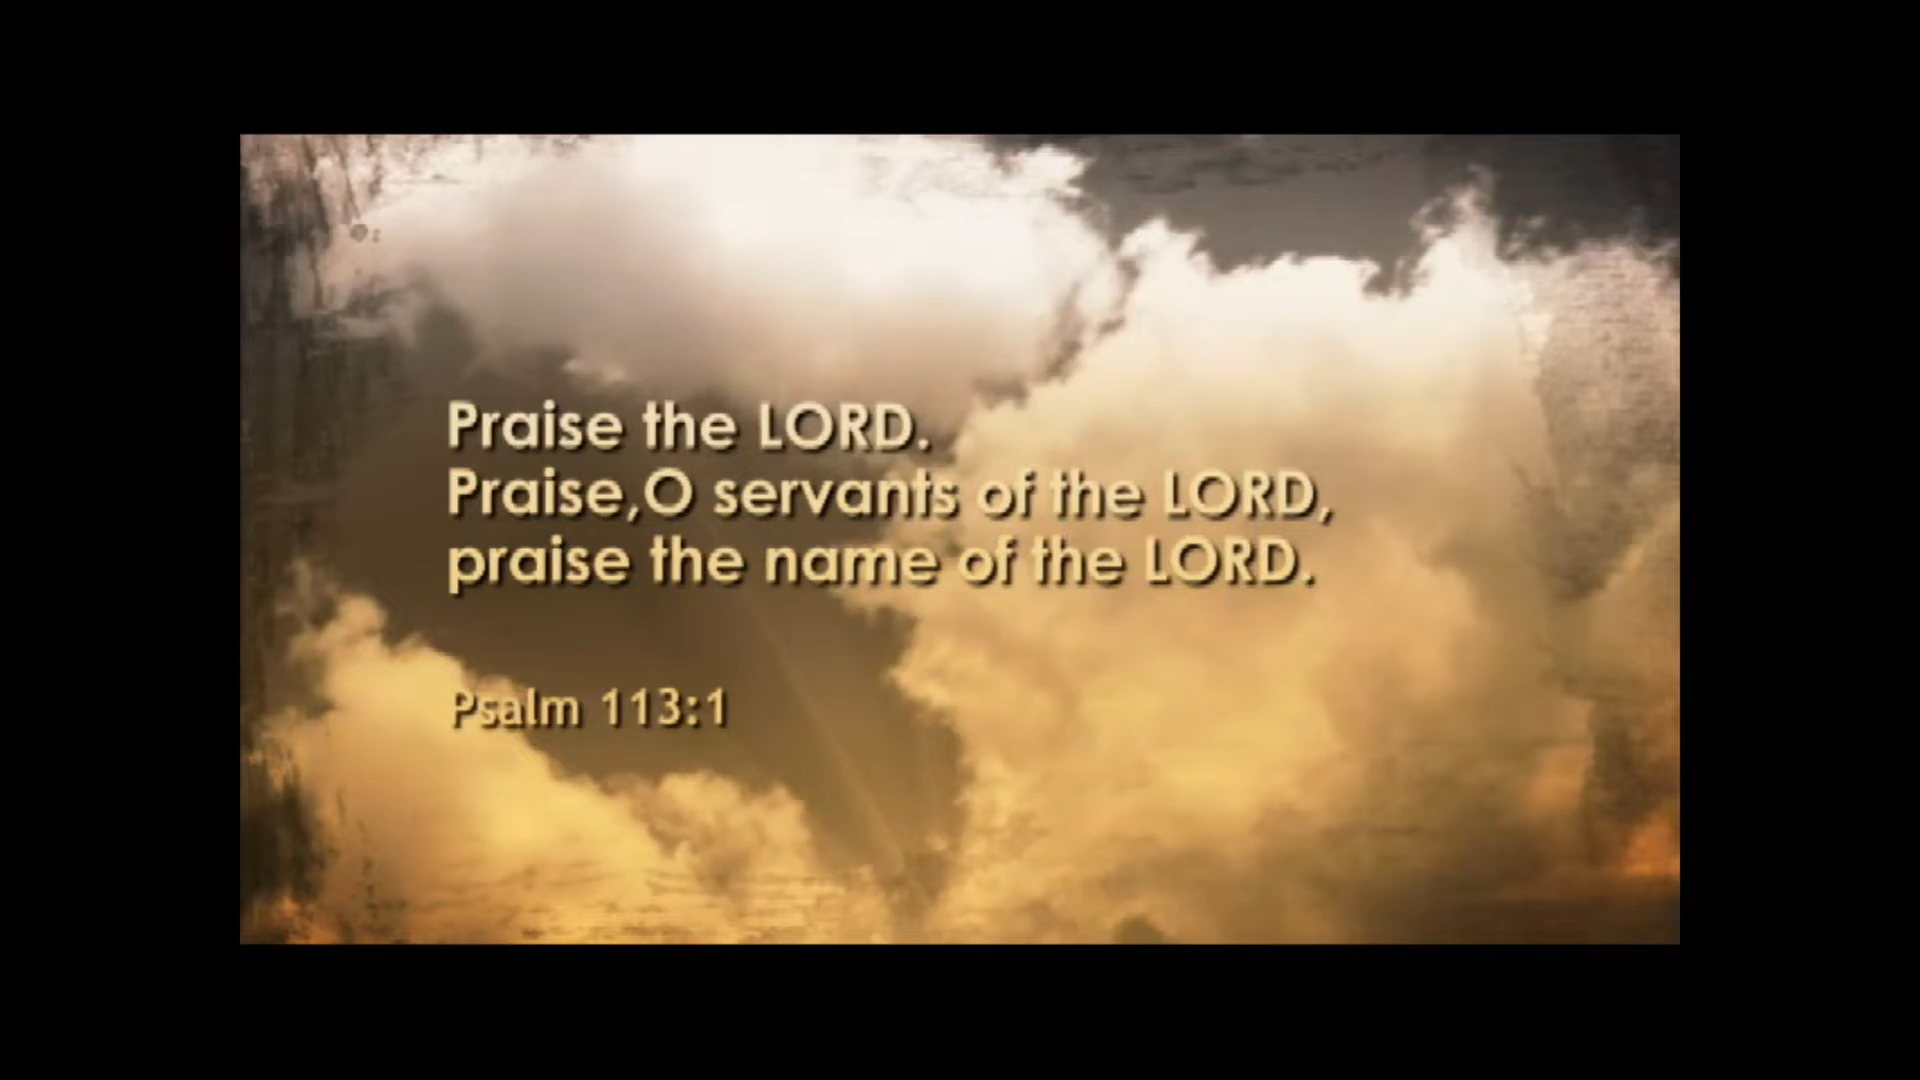 Praise the LORD.
Praise,O servants of the LORD,
praise the name of the LORD.
Psalm 113:1